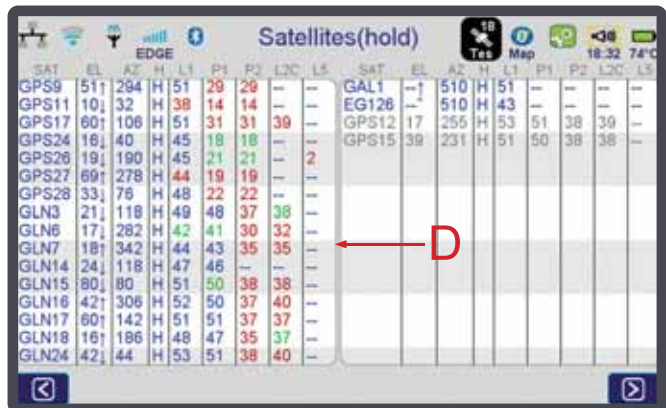 EDGE
Satellites(hold)
18
Tes
Map
18:32
74°C
SAT EL AZ H L1 P1 P2 L2C L5 SAT EL AZ H L1 P1 P2 L2C L5
GPS9 51↑ 294 H 51 29 29 -- -- GAL1 --↑ 510 H 51 -- -- -- --
GPS11 10↓ 32 H 38 14 14 -- -- EG126 --- 510 H 43 -- -- -- --
GPS17 60↑ 106 H 51 31 31 39 -- GPS12 17 255 H 53 51 38 39 --
GPS24 16↓ 40 H 45 18 18 -- -- GPS15 39 231 H 51 50 38 38 --
GPS26 19↓ 190 H 45 21 21 -- 2
GPS27 69↑ 278 H 44 19 19 -- --
GPS28 33↓ 76 H 48 22 22 -- --
GLN3 21↓ 118 H 49 48 37 38 --
GLN6 17↓ 282 H 42 41 30 32 --
GLN7 18↑ 342 H 44 43 35 35 --
D
GLN14 24↓ 118 H 47 46 -- -- --
GLN15 80↓ 80 H 51 50 38 38 --
GLN16 42↑ 306 H 52 50 37 40 --
GLN17 60↑ 142 H 51 51 37 37 --
GLN18 16↑ 186 H 48 47 35 37 --
GLN24 42↓ 44 H 53 51 38 40 --